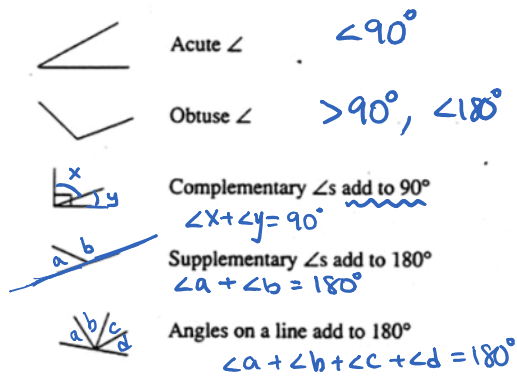 Acute ∠ <90°
Obtuse ∠ >90°, <180°
x
y
Complementary ∠s add to 90°
∠x+∠y=90°
a b
Supplementary ∠s add to 180°
∠a+∠b=180°
a b c d
Angles on a line add to 180°
∠a+∠b+∠c+∠d=180°